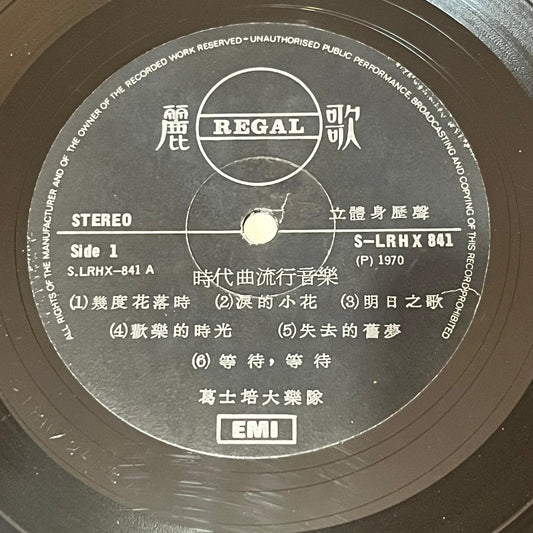 ALL RIGHTS OF THE MANUFACTURER AND OF THE OWNER OF THE RECORDED WORK RESERVED–UNAUTHORISED PUBLIC PERFORMANCE, BROADCASTING AND COPYING OF THIS RECORD PROHIBITED
麗 REGAL 歌
STEREO 立體身歷聲
Side 1 S–LRHX 841
S.LRHX–841 A (P) 1970
時代曲流行音樂
(1)幾度花落時 (2)淚的小花 (3)明日之歌
(4)歡樂的時光 (5)失去的舊夢
(6)等待，等待
葛士培大樂隊
EMI